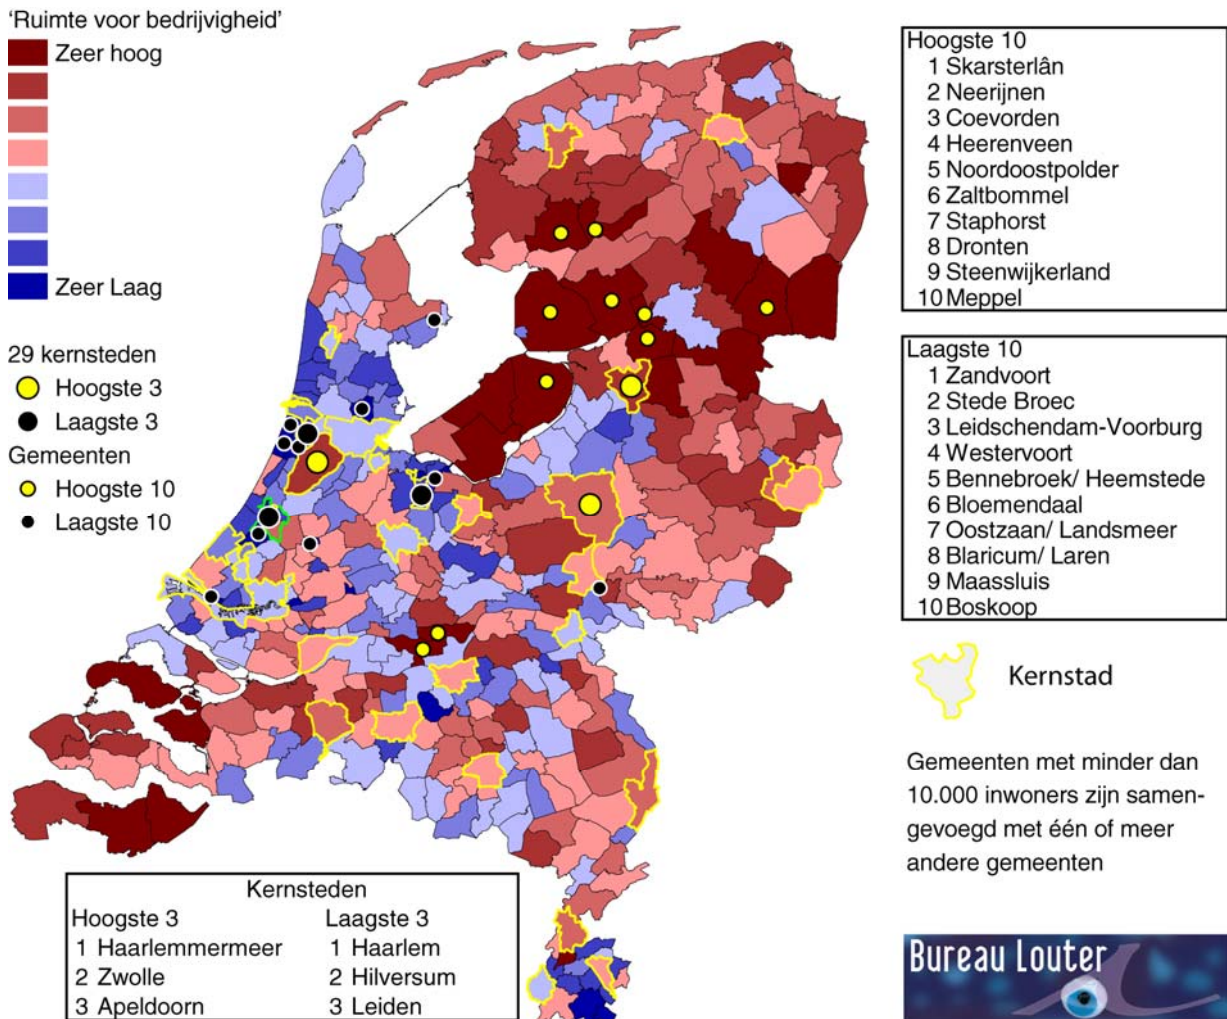 'Ruimte voor bedrijvigheid'
Zeer hoog
Zeer Laag
29 kernsteden
Hoogste 3
Laagste 3
Gemeenten
Hoogste 10
Laagste 10
Hoogste 10
1 Skarsterlân
2 Neerijnen
3 Coevorden
4 Heerenveen
5 Noordoostpolder
6 Zaltbommel
7 Staphorst
8 Dronten
9 Steenwijkerland
10 Meppel
Laagste 10
1 Zandvoort
2 Stede Broec
3 Leidschendam-Voorburg
4 Westervoort
5 Bennebroek/ Heemstede
6 Bloemendaal
7 Oostzaan/ Landsmeer
8 Blaricum/ Laren
9 Maassluis
10 Boskoop
Kernstad
Gemeenten met minder dan
10.000 inwoners zijn samen-
gevoegd met één of meer
andere gemeenten
Kernsteden
Hoogste 3 Laagste 3
1 Haarlemmermeer 1 Haarlem
2 Zwolle 2 Hilversum
3 Apeldoorn 3 Leiden
Bureau Louter